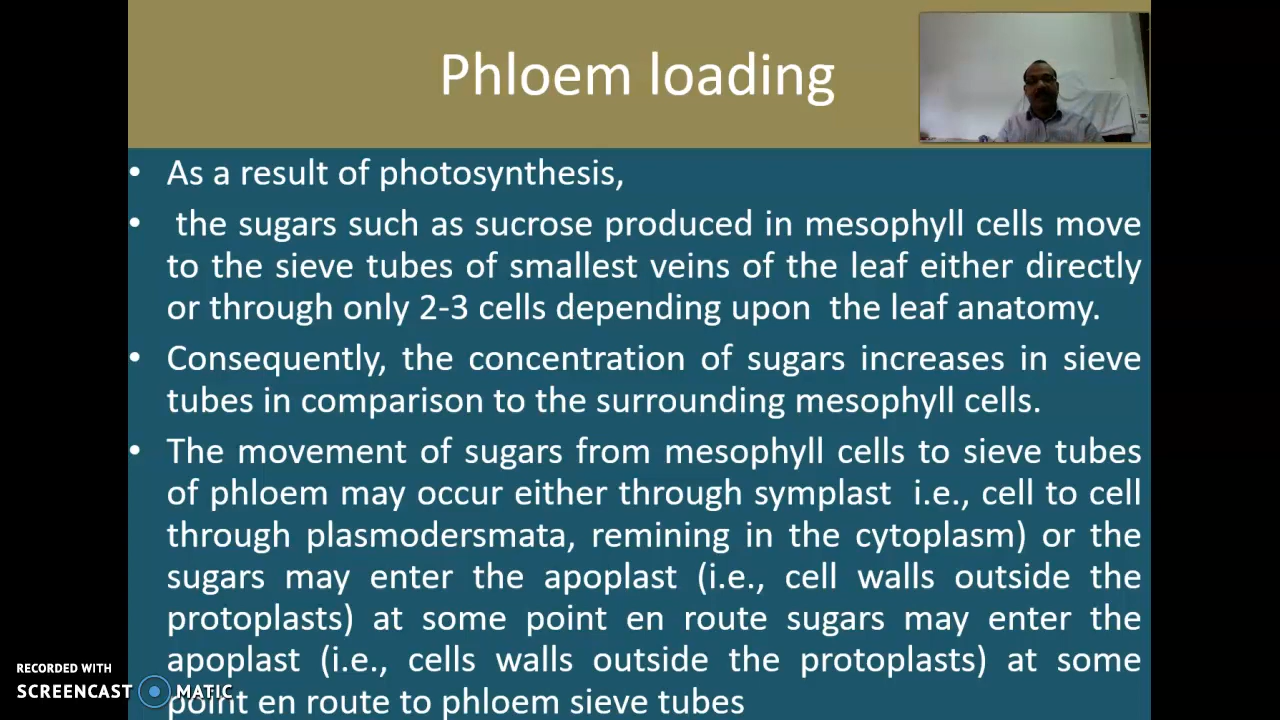 Phloem loading
• As a result of photosynthesis,
• the sugars such as sucrose produced in mesophyll cells move
to the sieve tubes of smallest veins of the leaf either directly
or through only 2-3 cells depending upon the leaf anatomy.
• Consequently, the concentration of sugars increases in sieve
tubes in comparison to the surrounding mesophyll cells.
• The movement of sugars from mesophyll cells to sieve tubes
of phloem may occur either through symplast i.e., cell to cell
through plasmodersmata, remining in the cytoplasm) or the
sugars may enter the apoplast (i.e., cell walls outside the
protoplasts) at some point en route sugars may enter the
apoplast (i.e., cells walls outside the protoplasts) at some
point en route to phloem sieve tubes
RECORDED WITH
SCREENCAST MATIC